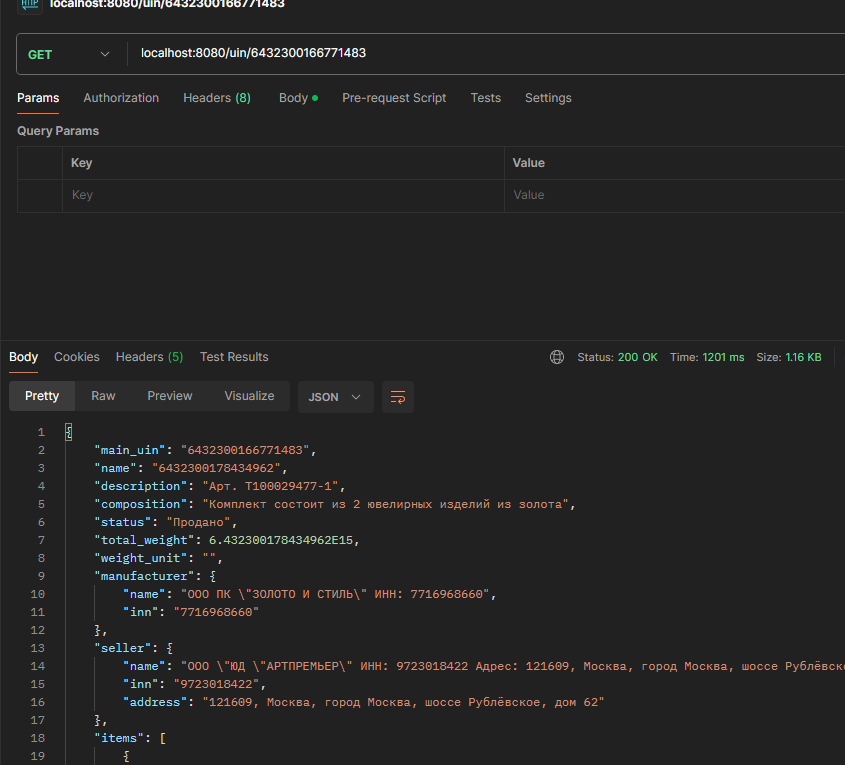 HTTP localhost:8080/uin/6432300166771483
GET localhost:8080/uin/6432300166771483
Params Authorization Headers (8) Body Pre-request Script Tests Settings
Query Params
Key Value
Key Value
Body Cookies Headers (5) Test Results Status: 200 OK Time: 1201 ms Size: 1.16 KB
Pretty Raw Preview Visualize JSON
1 {
2 "main_uin": "6432300166771483",
3 "name": "6432300178434962",
4 "description": "Арт. Т100029477-1",
5 "composition": "Комплект состоит из 2 ювелирных изделий из золота",
6 "status": "Продано",
7 "total_weight": 6.432300178434962E15,
8 "weight_unit": "",
9 "manufacturer": {
10 "name": "ООО ПК \"ЗОЛОТО И СТИЛЬ\" ИНН: 7716968660",
11 "inn": "7716968660"
12 },
13 "seller": {
14 "name": "ООО \"ЮД \"АРТПРЕМЬЕР\" ИНН: 9723018422 Адрес: 121609, Москва, город Москва, шоссе Рублёвско
15 "inn": "9723018422",
16 "address": "121609, Москва, город Москва, шоссе Рублёвское, дом 62"
17 },
18 "items": [
19 {